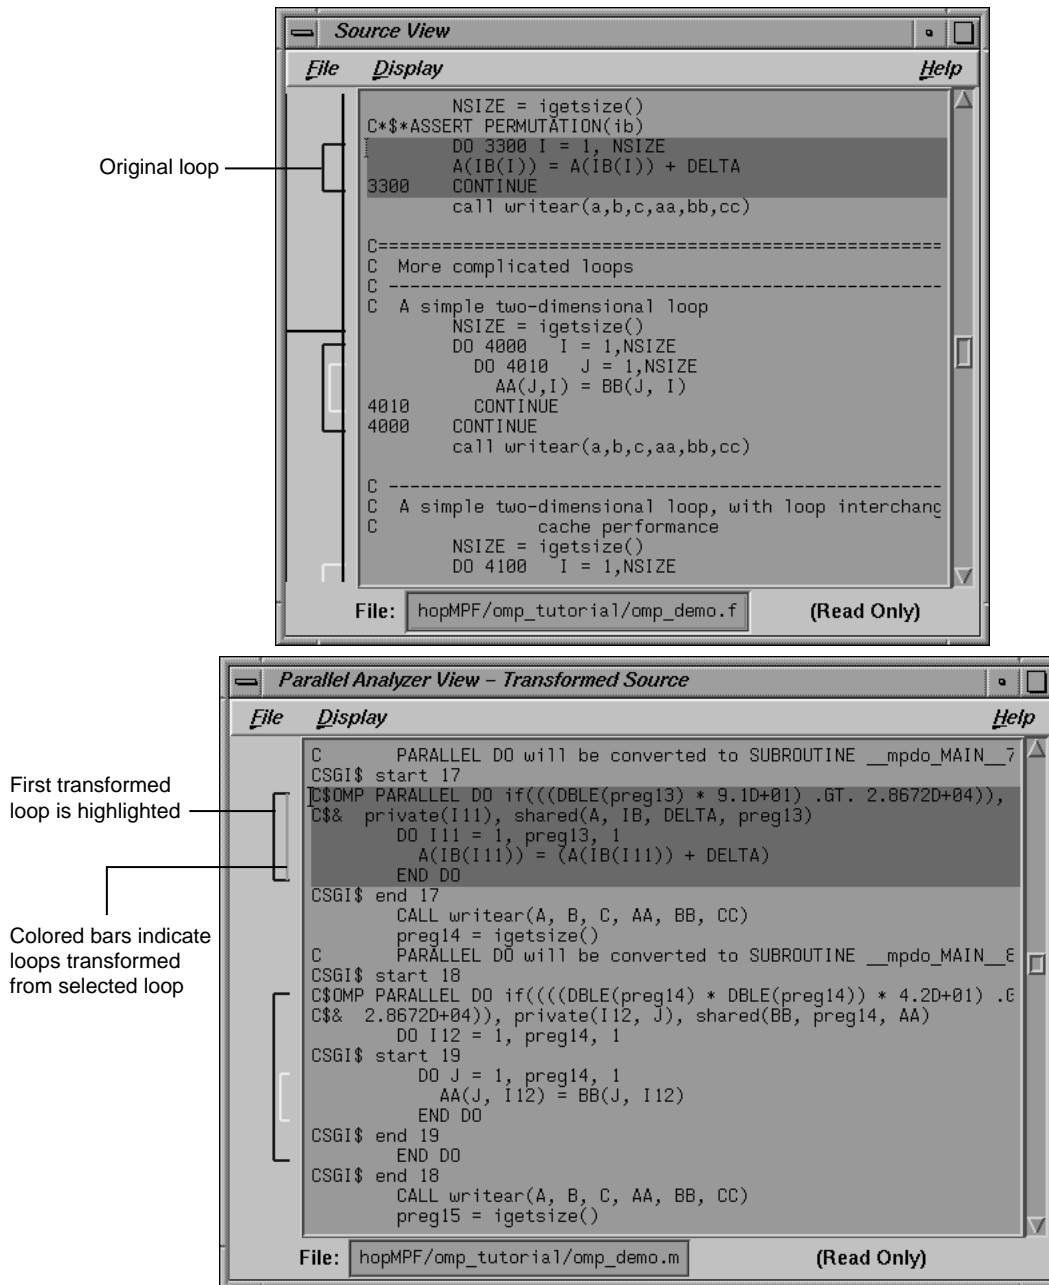 Source View
File Display Help
NSIZE = igetsize()
C*$*ASSERT PERMUTATION(ib)
DO 3300 I = 1, NSIZE
A(IB(I)) = A(IB(I)) + DELTA
3300 CONTINUE
call writear(a,b,c,aa,bb,cc)
C=====================================================
C More complicated loops
C ----------------------------------------------------
C A simple two-dimensional loop
NSIZE = igetsize()
DO 4000 I = 1,NSIZE
DO 4010 J = 1,NSIZE
AA(J,I) = BB(J, I)
4010 CONTINUE
4000 CONTINUE
call writear(a,b,c,aa,bb,cc)
C ----------------------------------------------------
C A simple two-dimensional loop, with loop interchang
C cache performance
NSIZE = igetsize()
DO 4100 I = 1,NSIZE
File: hopMPF/omp_tutorial/omp_demo.f (Read Only)
Original loop
Parallel Analyzer View – Transformed Source
File Display Help
C PARALLEL DO will be converted to SUBROUTINE __mpdo_MAIN__7
CSGI$ start 17
C$OMP PARALLEL DO if(((DBLE(preg13) * 9.1D+01) .GT. 2.8672D+04)),
C$& private(I11), shared(A, IB, DELTA, preg13)
DO I11 = 1, preg13, 1
A(IB(I11)) = (A(IB(I11)) + DELTA)
END DO
CSGI$ end 17
CALL writear(A, B, C, AA, BB, CC)
preg14 = igetsize()
C PARALLEL DO will be converted to SUBROUTINE __mpdo_MAIN__8
CSGI$ start 18
C$OMP PARALLEL DO if((((DBLE(preg14) * DBLE(preg14)) * 4.2D+01) .G
C$& 2.8672D+04)), private(I12, J), shared(BB, preg14, AA)
DO I12 = 1, preg14, 1
CSGI$ start 19
DO J = 1, preg14, 1
AA(J, I12) = BB(J, I12)
END DO
CSGI$ end 19
END DO
CSGI$ end 18
CALL writear(A, B, C, AA, BB, CC)
preg15 = igetsize()
File: hopMPF/omp_tutorial/omp_demo.m (Read Only)
First transformed
loop is highlighted
Colored bars indicate
loops transformed
from selected loop